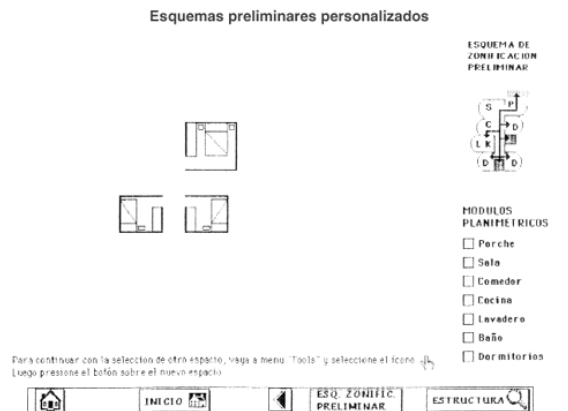 Esquemas preliminares personalizados
ESQUEMA DE
ZONIFICACION
PRELIMINAR
S P
C D
L K
D D
MODULOS
PLANIMETRICOS
Porche
Sala
Comedor
Cocina
Lavadero
Baño
Dormitorios
Para continuar con la seleccion de otro espacio, vaya a menu "Tools" y seleccione el icono
Luego presione el botón sobre el nuevo espacio
INICIO
ESQ. ZONIFIC.
PRELIMINAR
ESTRUCTURA